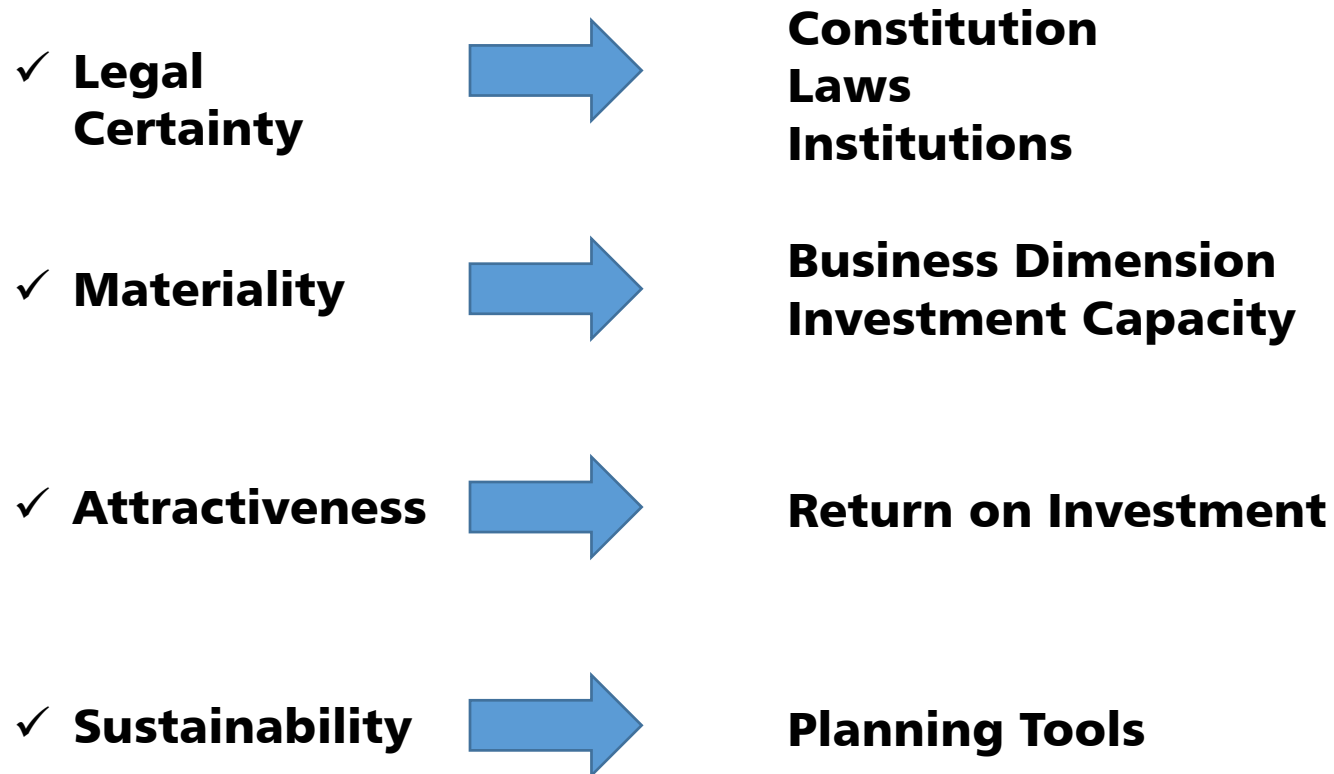 ✓ Legal
Certainty
Constitution
Laws
Institutions
✓ Materiality
Business Dimension
Investment Capacity
✓ Attractiveness
Return on Investment
✓ Sustainability
Planning Tools